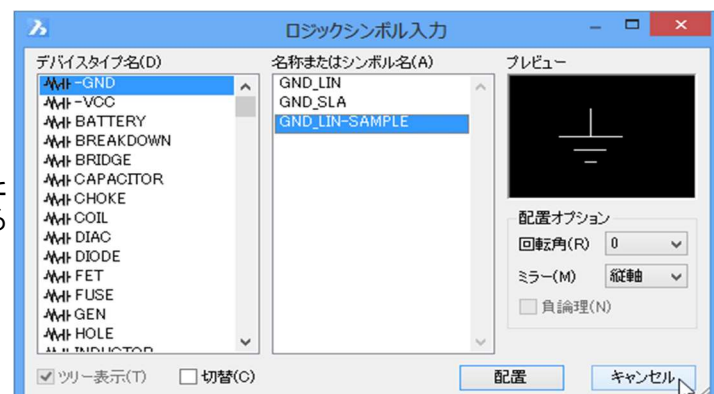 ロジックシンボル入力
デバイスタイプ名(D)
-GND
-VCC
BATTERY
BREAKDOWN
BRIDGE
CAPACITOR
CHOKE
COIL
DIAC
DIODE
FET
FUSE
GEN
HOLE
INDUCTOR
名称またはシンボル名(A)
GND_LIN
GND_SLA
GND_LIN-SAMPLE
プレビュー
配置オプション
回転角(R) 0
ミラー(M) 縦軸
負論理(N)
ツリー表示(T) 切替(C) 配置 キャンセル